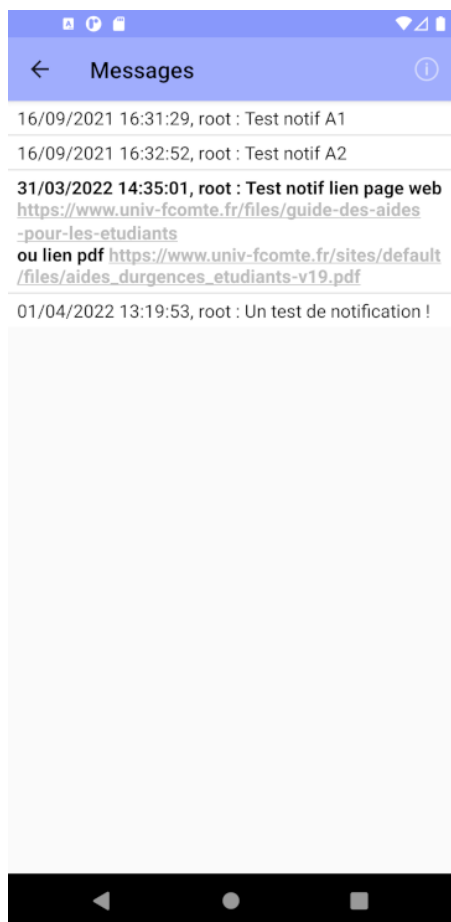 Messages
16/09/2021 16:31:29, root : Test notif A1
16/09/2021 16:32:52, root : Test notif A2
31/03/2022 14:35:01, root : Test notif lien page web
https://www.univ-fcomte.fr/files/guide-des-aides
-pour-les-etudiants
ou lien pdf https://www.univ-fcomte.fr/sites/default
/files/aides_durgences_etudiants-v19.pdf
01/04/2022 13:19:53, root : Un test de notification !